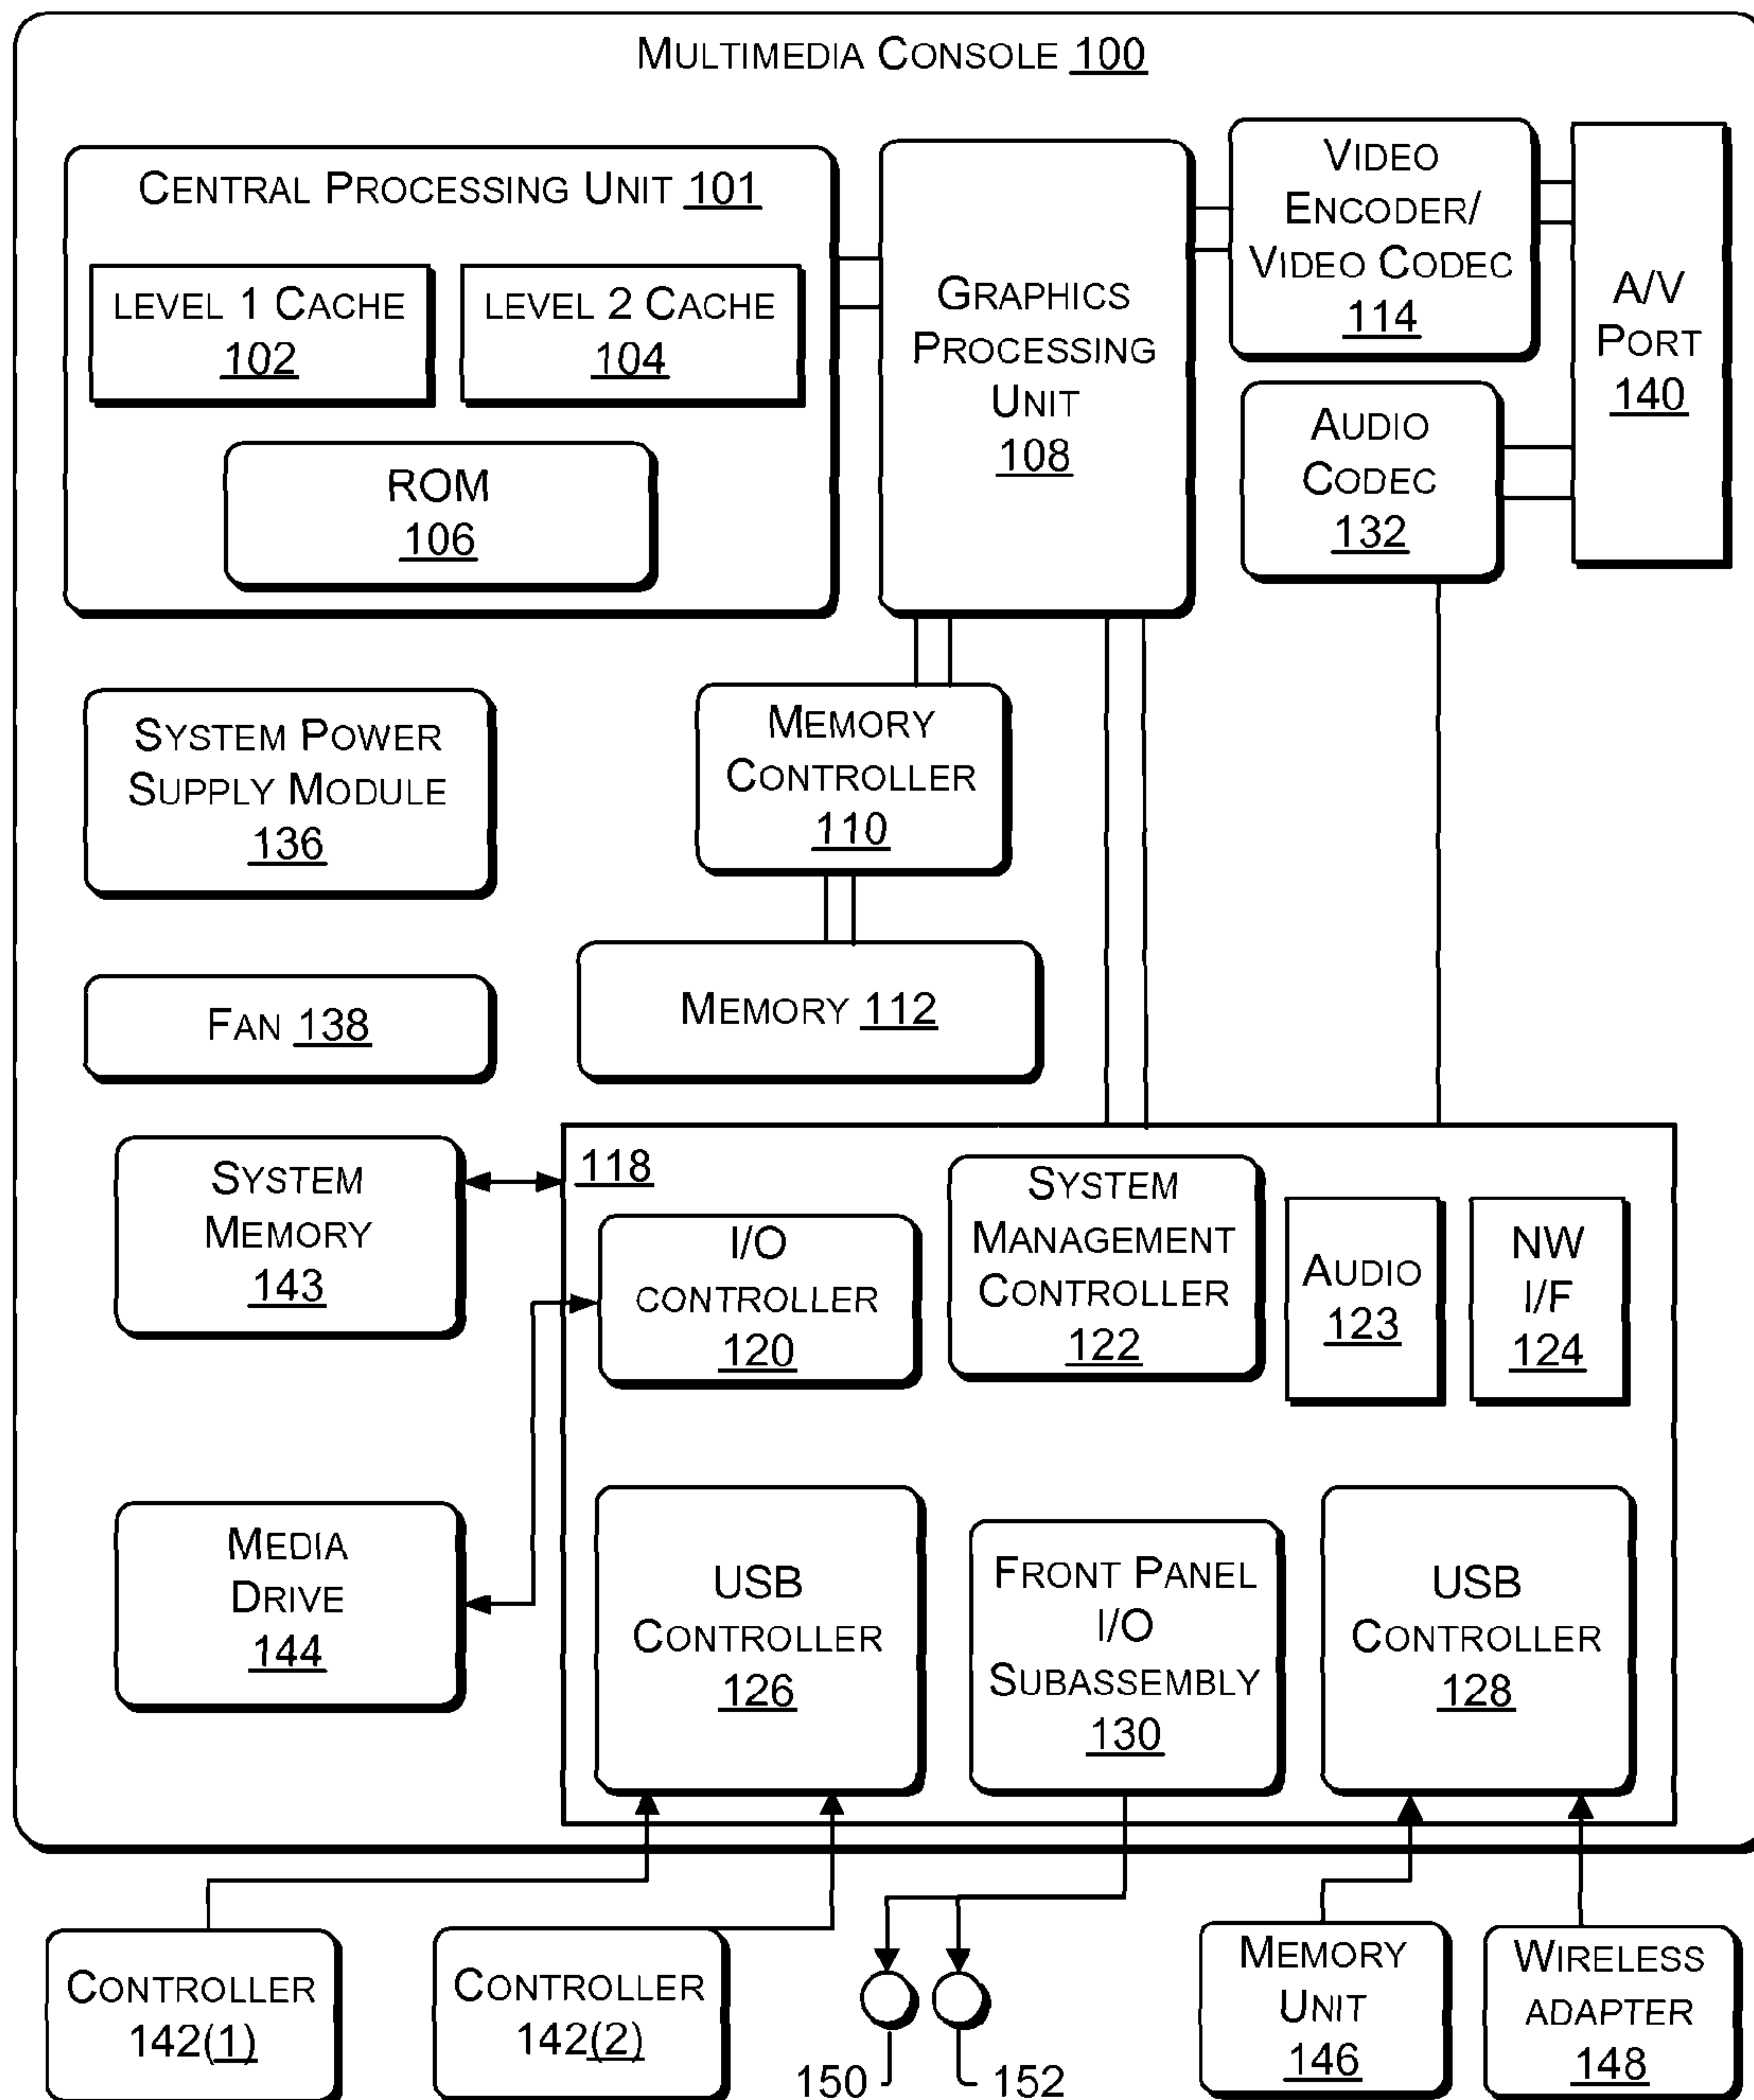 MULTIMEDIA CONSOLE 100
CENTRAL PROCESSING UNIT 101
LEVEL 1 CACHE
102
LEVEL 2 CACHE
104
ROM
106
GRAPHICS
PROCESSING
UNIT
108
VIDEO
ENCODER/
VIDEO CODEC
114
A/V
PORT
140
AUDIO
CODEC
132
SYSTEM POWER
SUPPLY MODULE
136
MEMORY
CONTROLLER
110
FAN 138
MEMORY 112
SYSTEM
MEMORY
143
118
I/O
CONTROLLER
120
SYSTEM
MANAGEMENT
CONTROLLER
122
AUDIO
123
NW
I/F
124
MEDIA
DRIVE
144
USB
CONTROLLER
126
FRONT PANEL
I/O
SUBASSEMBLY
130
USB
CONTROLLER
128
CONTROLLER
142(1)
CONTROLLER
142(2)
150
152
MEMORY
UNIT
146
WIRELESS
ADAPTER
148